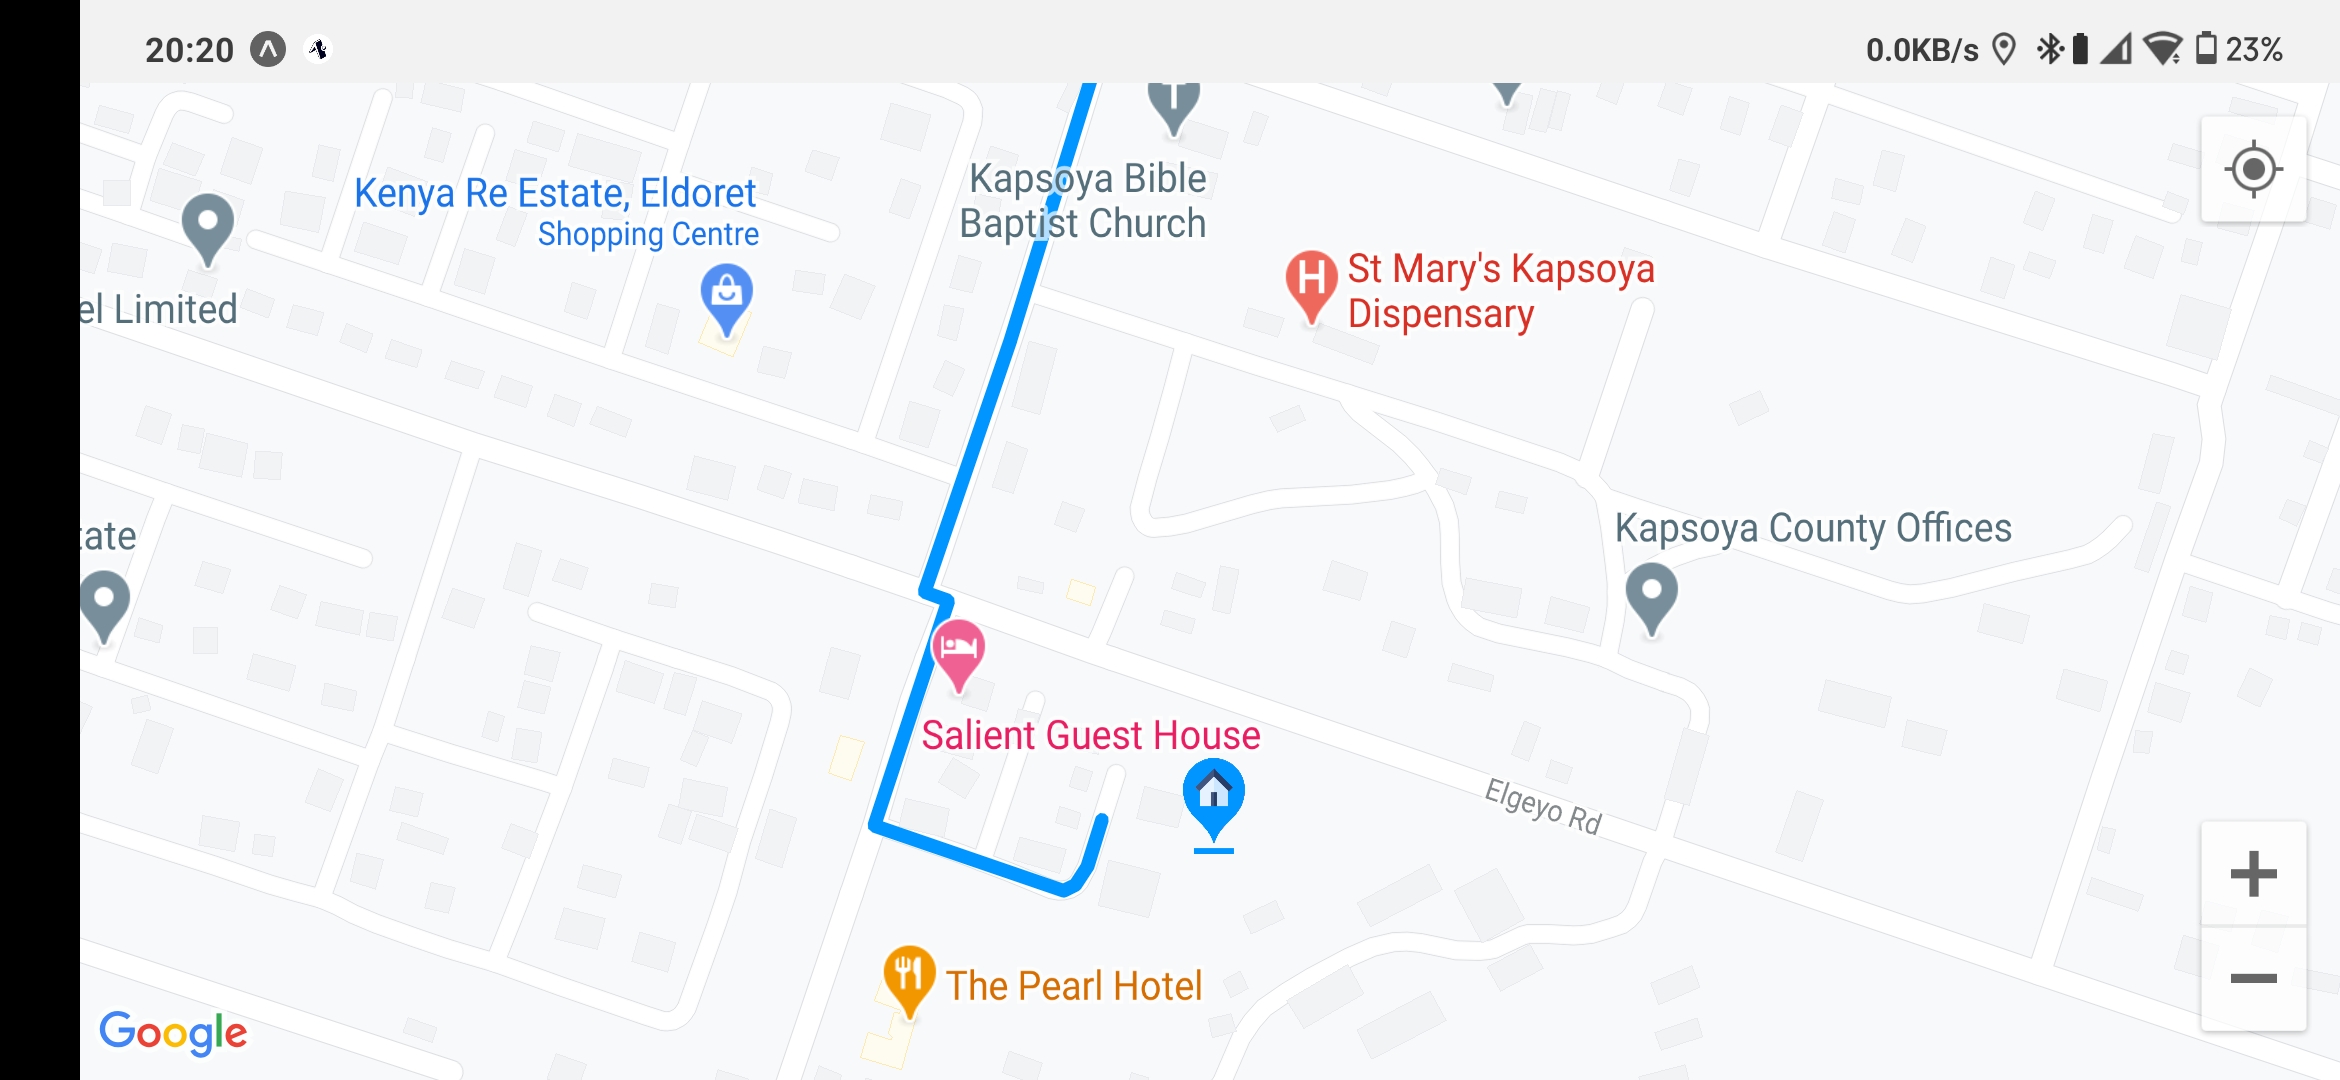 20:20
0.0KB/s
23%
Kapsoya Bible
Baptist Church
Kenya Re Estate, Eldoret
Shopping Centre
H
St Mary's Kapsoya
Dispensary
el Limited
tate
Kapsoya County Offices
Salient Guest House
Elgeyo Rd
The Pearl Hotel
Google